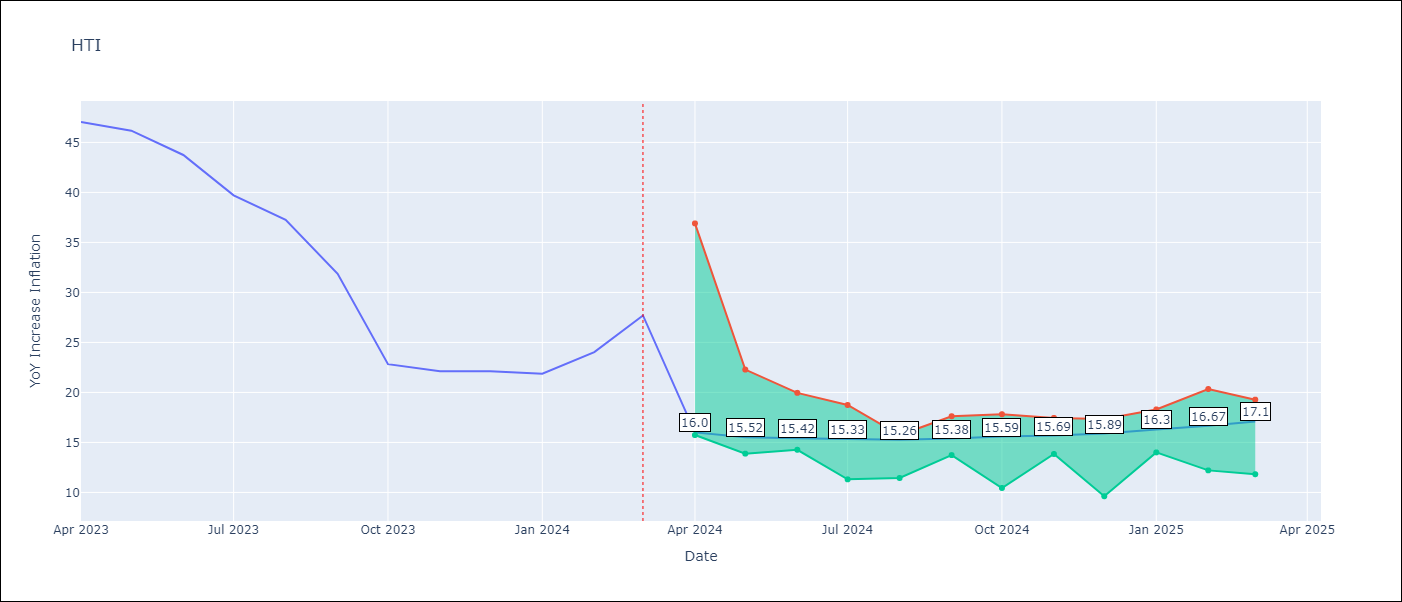 HTI
YoY Increase Inflation
45
40
35
30
25
20
15
10
16.0
15.52
15.42
15.33
15.26
15.38
15.59
15.69
15.89
16.3
16.67
17.1
Apr 2023
Jul 2023
Oct 2023
Jan 2024
Apr 2024
Jul 2024
Oct 2024
Jan 2025
Apr 2025
Date